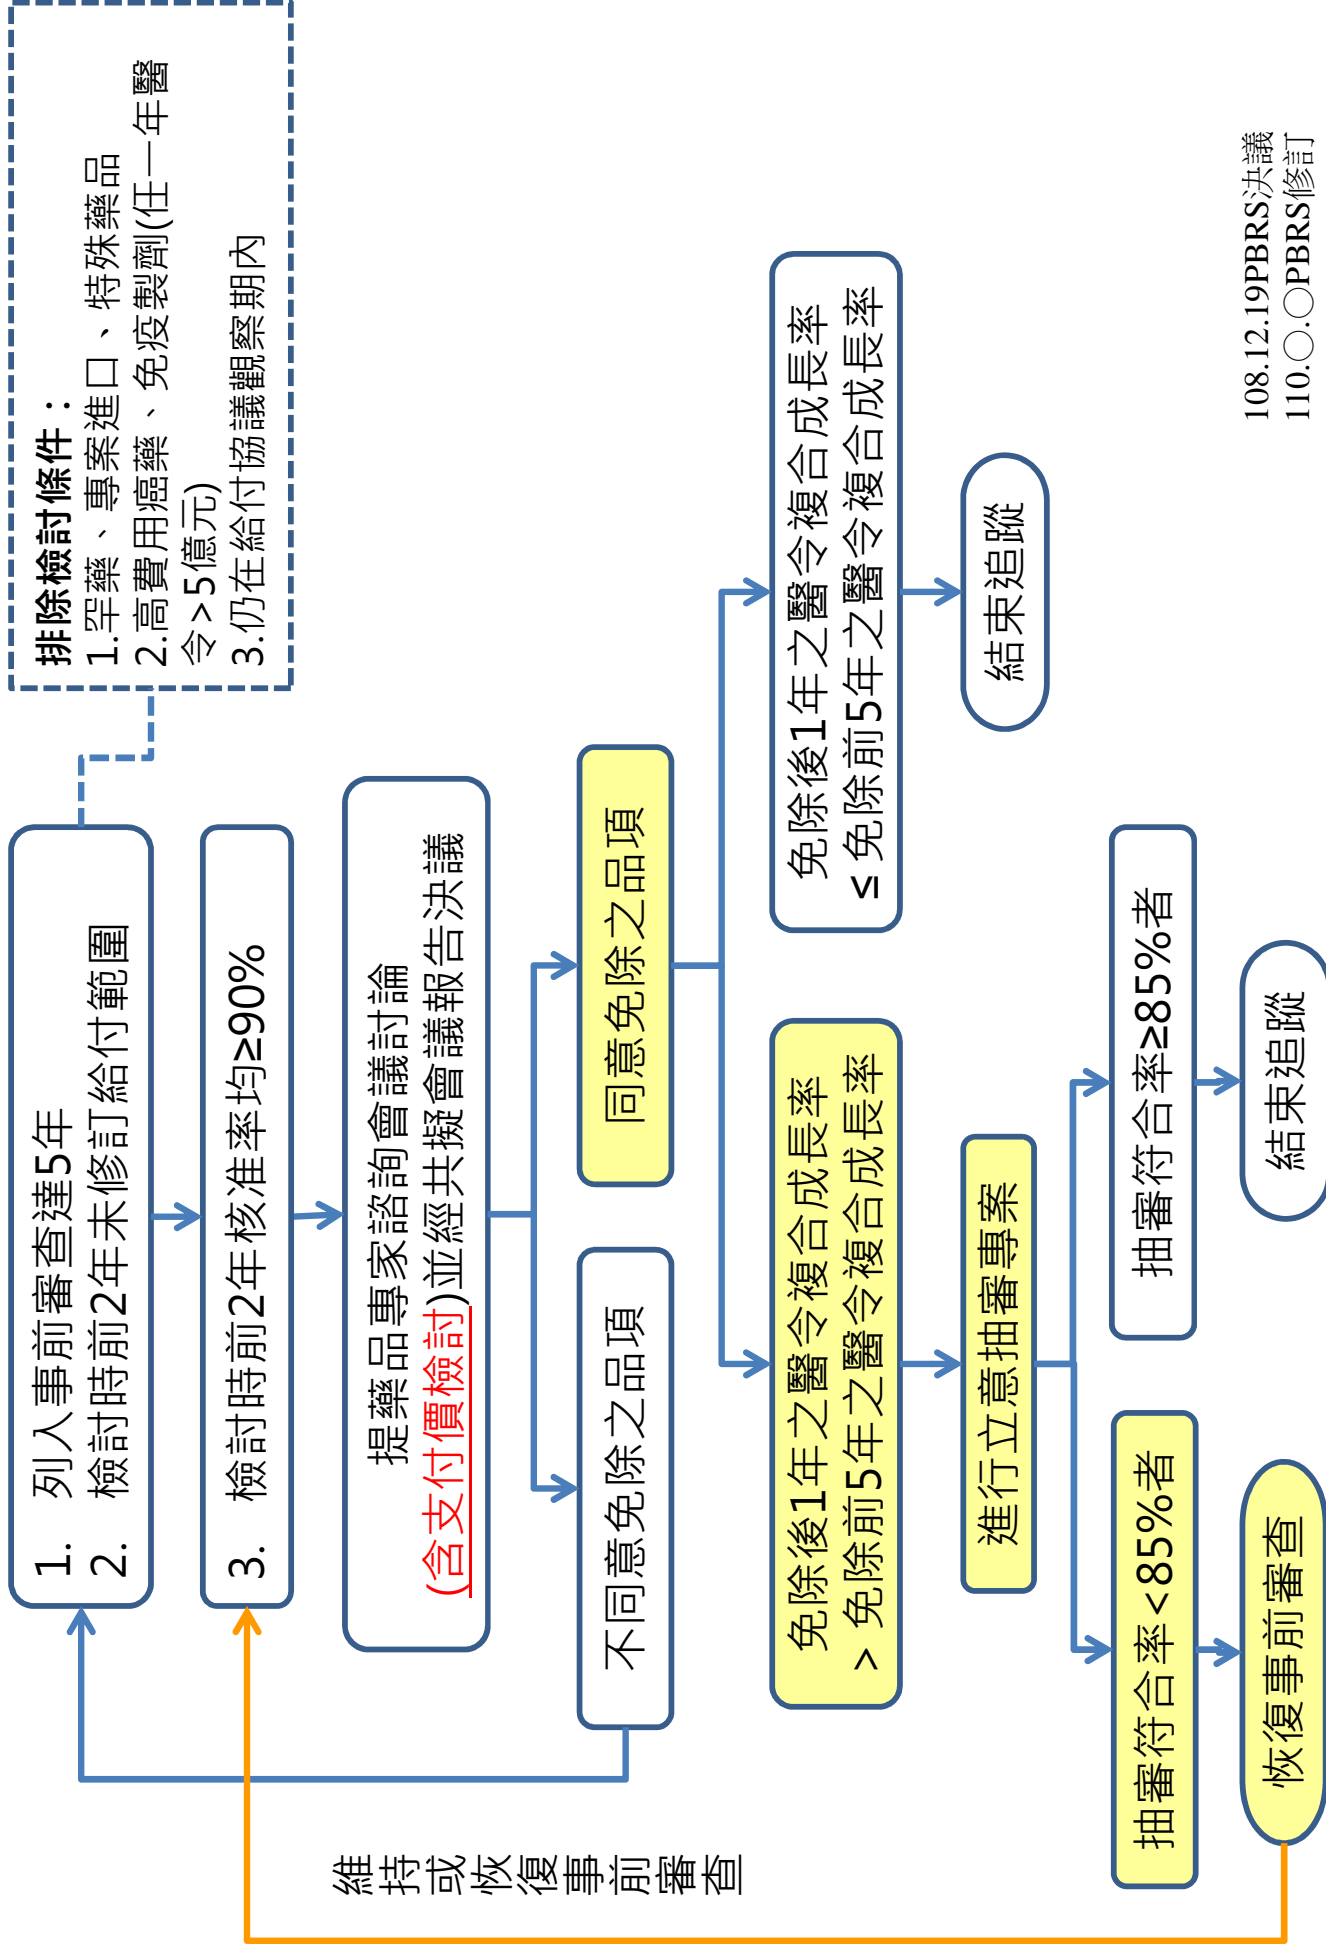 排除檢討條件：
1.罕藥、專案進口、特殊藥品
2.高費用癌藥、免疫製劑(任一年醫
令>5億元)
3.仍在給付協議觀察期內
1. 列入事前審查達5年
2. 檢討時前2年未修訂給付範圍
3. 檢討時前2年核准率均≥90%
提藥品專家諮詢會議討論
(含支付價檢討)並經共擬會議報告決議
不同意免除之品項
同意免除之品項
免除後1年之醫令複合成長率
> 免除前5年之醫令複合成長率
免除後1年之醫令複合成長率
≤ 免除前5年之醫令複合成長率
進行立意抽審專案
結束追蹤
抽審符合率<85%者
抽審符合率≥85%者
恢復事前審查
結束追蹤
維持或恢復事前審查
108.12.19PBRS決議
110.○.○PBRS修訂